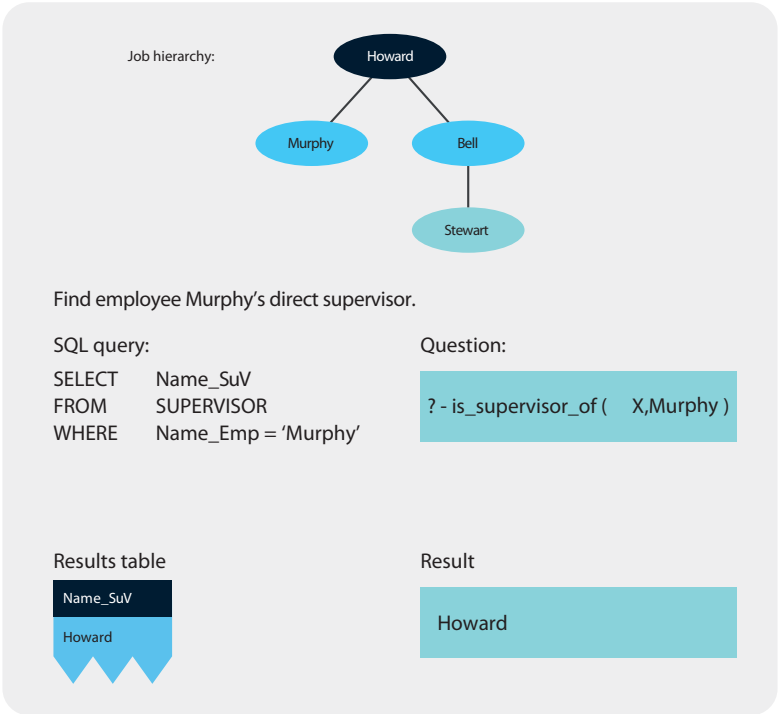 Job hierarchy:
Howard
Murphy
Bell
Stewart
Find employee Murphy’s direct supervisor.
SQL query:
SELECT Name_SuV
FROM SUPERVISOR
WHERE Name_Emp = ‘Murphy’
Question:
? - is_supervisor_of ( X,Murphy )
Results table
Name_SuV
Howard
Result
Howard